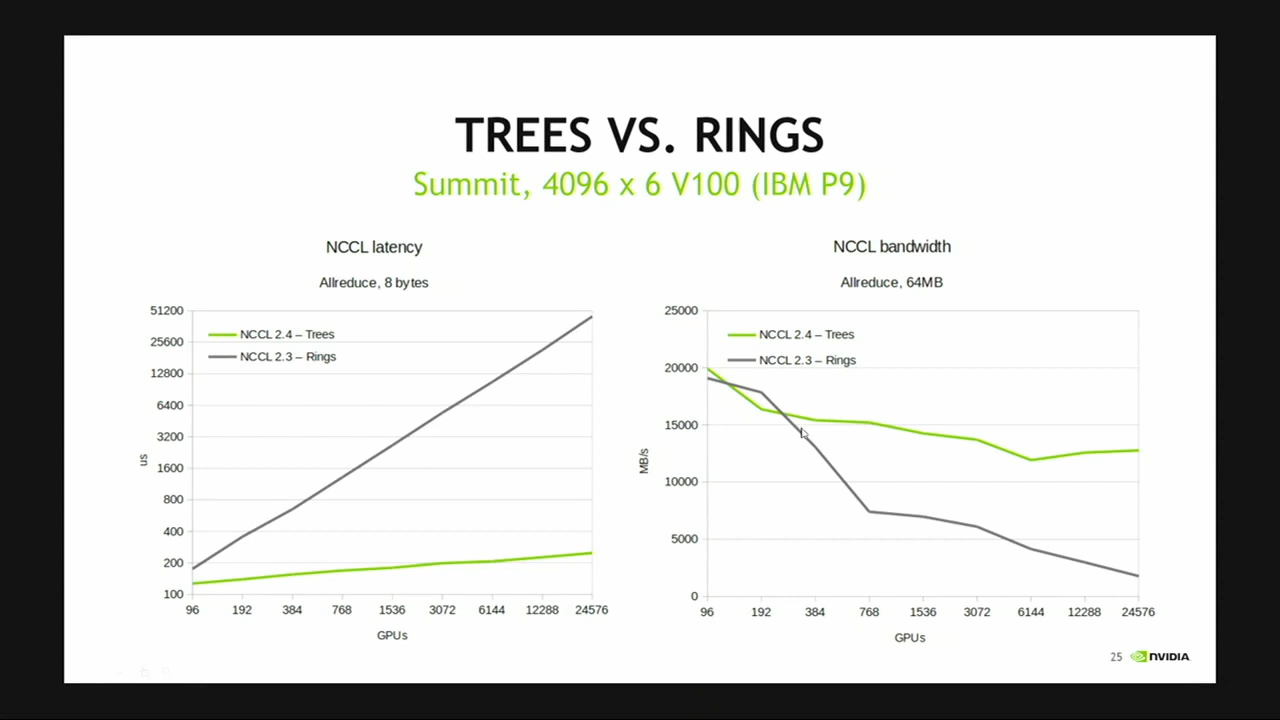 TREES VS. RINGS
Summit, 4096 x 6 V100 (IBM P9)
NCCL latency
Allreduce, 8 bytes
51200
25600
12800
6400
3200
1600
800
400
200
100
us
NCCL 2.4 – Trees
NCCL 2.3 – Rings
96 192 384 768 1536 3072 6144 12288 24576
GPUs
NCCL bandwidth
Allreduce, 64MB
25000
20000
15000
10000
5000
0
MB/s
NCCL 2.4 – Trees
NCCL 2.3 – Rings
96 192 384 768 1536 3072 6144 12288 24576
GPUs
25 NVIDIA